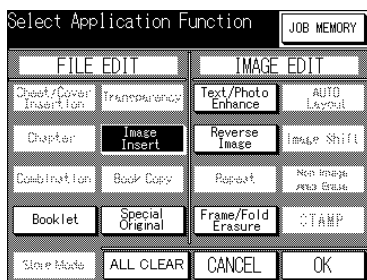 Select Application Function
JOB MEMORY
FILE EDIT
IMAGE EDIT
Sheet/Cover
Insertion
Transparency
Text/Photo
Enhance
AUTO
Layout
Chapter
Image
Insert
Reverse
Image
Image Shift
Combination
Book Copy
Repeat
Non Image
Area Erase
Booklet
Special
Original
Frame/Fold
Erasure
STAMP
Store Mode
ALL CLEAR
CANCEL
OK